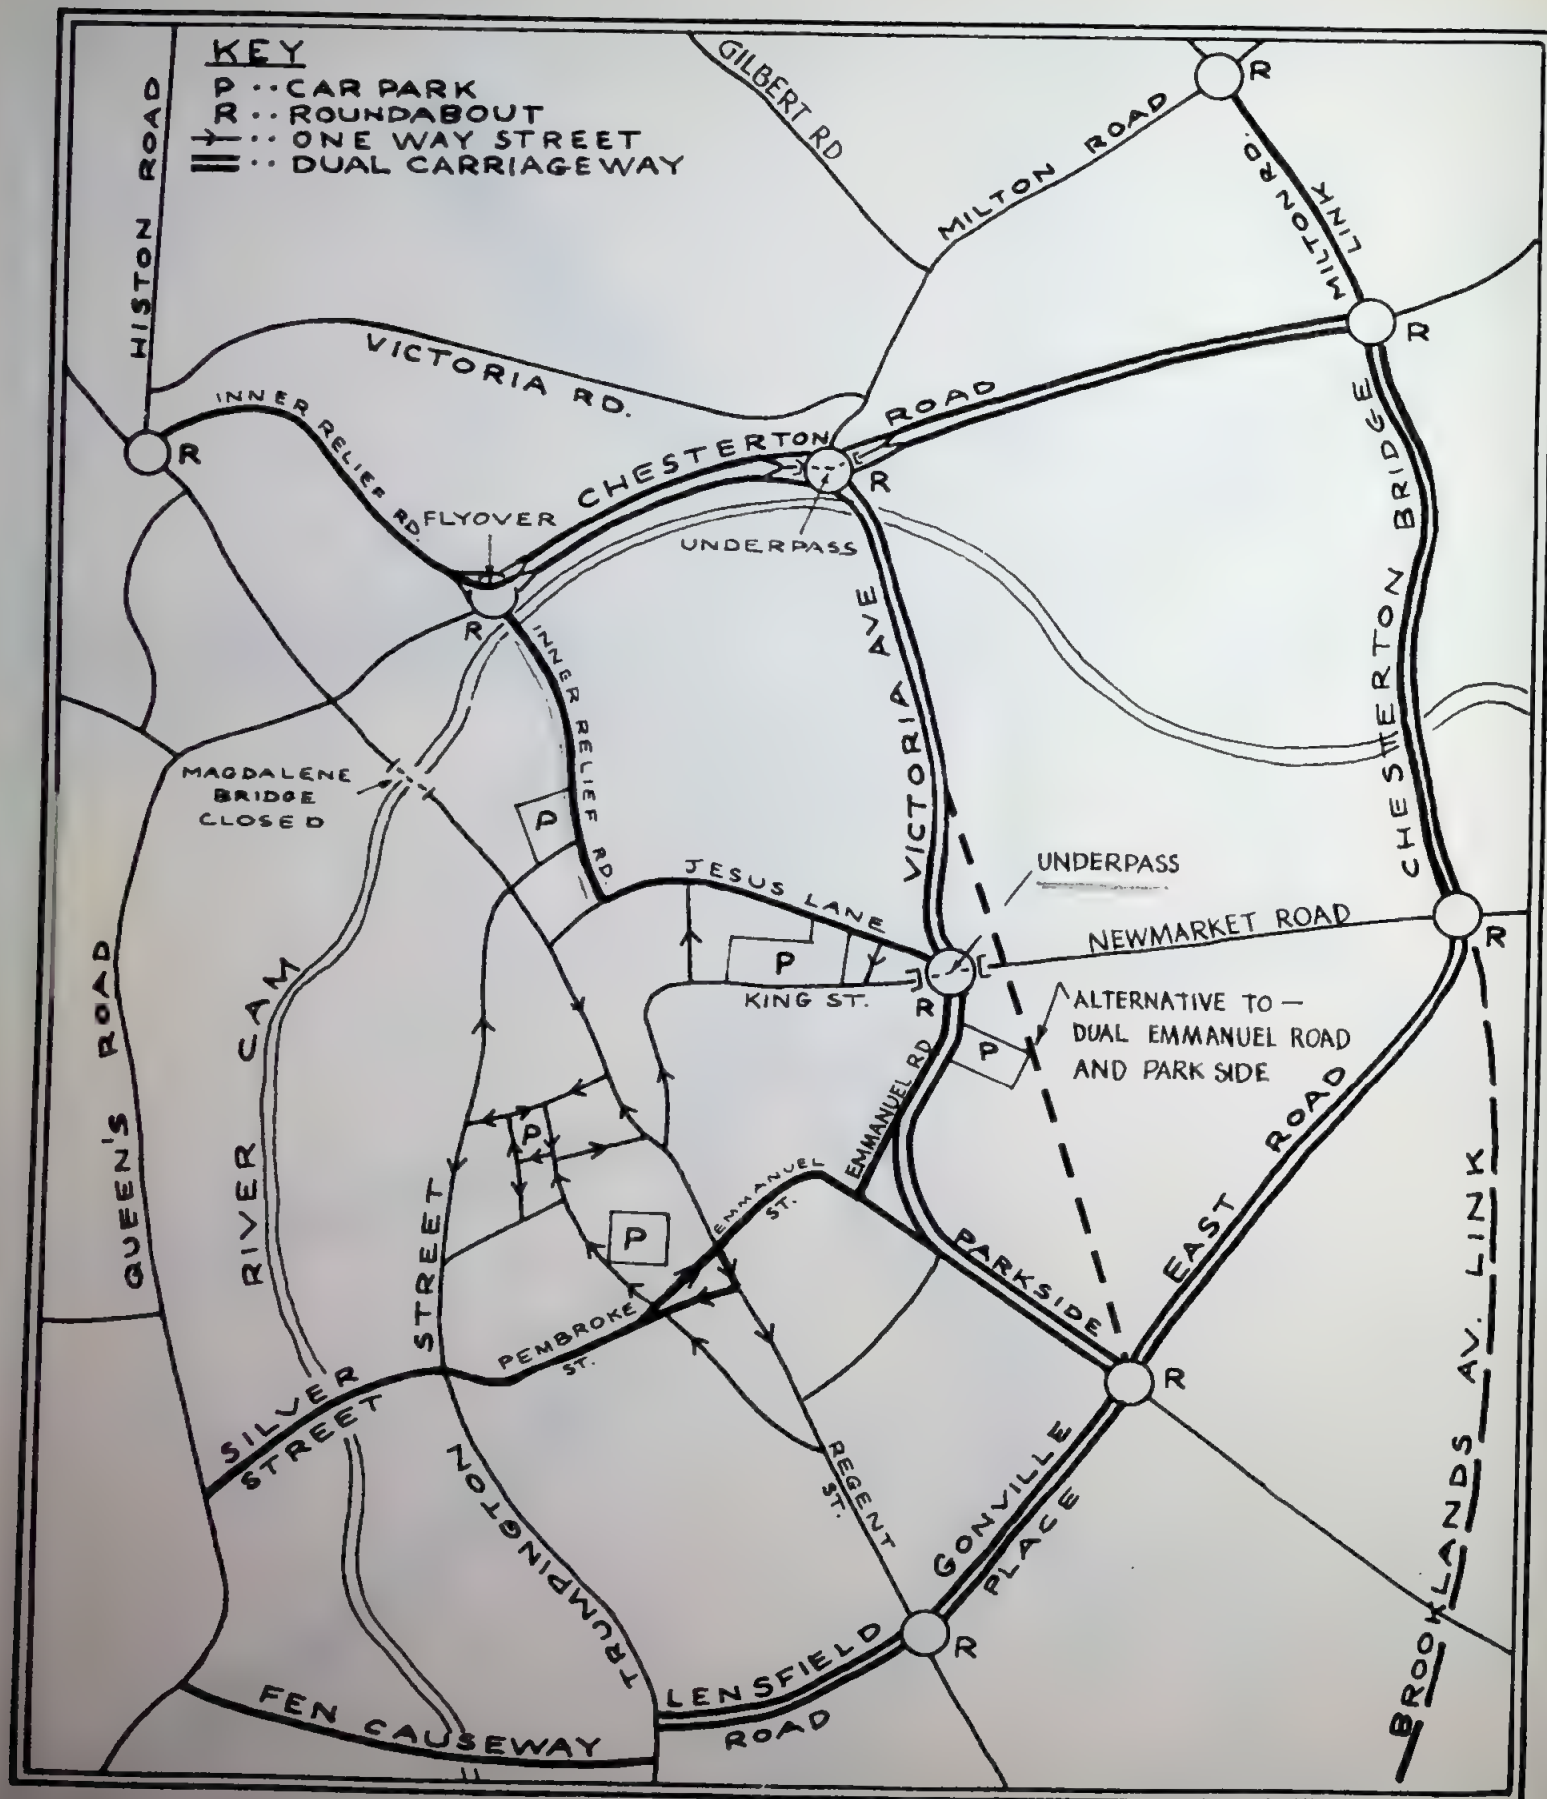 KEY
P .. CAR PARK
R .. ROUNDABOUT
.. ONE WAY STREET
.. DUAL CARRIAGEWAY
HISTON ROAD
GILBERT RD
MILTON ROAD
R
MILTON RD.
LINK
R
VICTORIA RD.
INNER RELIEF RD.
R
CHESTERTON ROAD
R
FLYOVER
UNDERPASS
R
INNER RELIEF RD.
VICTORIA AVE
CHESTERTON BRIDGE
MAGDALENE
BRIDGE
CLOSED
P
JESUS LANE
UNDERPASS
NEWMARKET ROAD
R
P
KING ST.
R
ALTERNATIVE TO —
DUAL EMMANUEL ROAD
AND PARK SIDE
P
EMMANUEL RD
QUEEN'S ROAD
RIVER CAM
P
P
EMMANUEL
ST.
PARKSIDE
EAST ROAD
R
PEMBROKE
ST.
SILVER
STREET
TRUMPINGTON STREET
REGENT
ST.
GONVILLE
PLACE
R
LENSFIELD
ROAD
FEN CAUSEWAY
BROOKLANDS AV. LINK